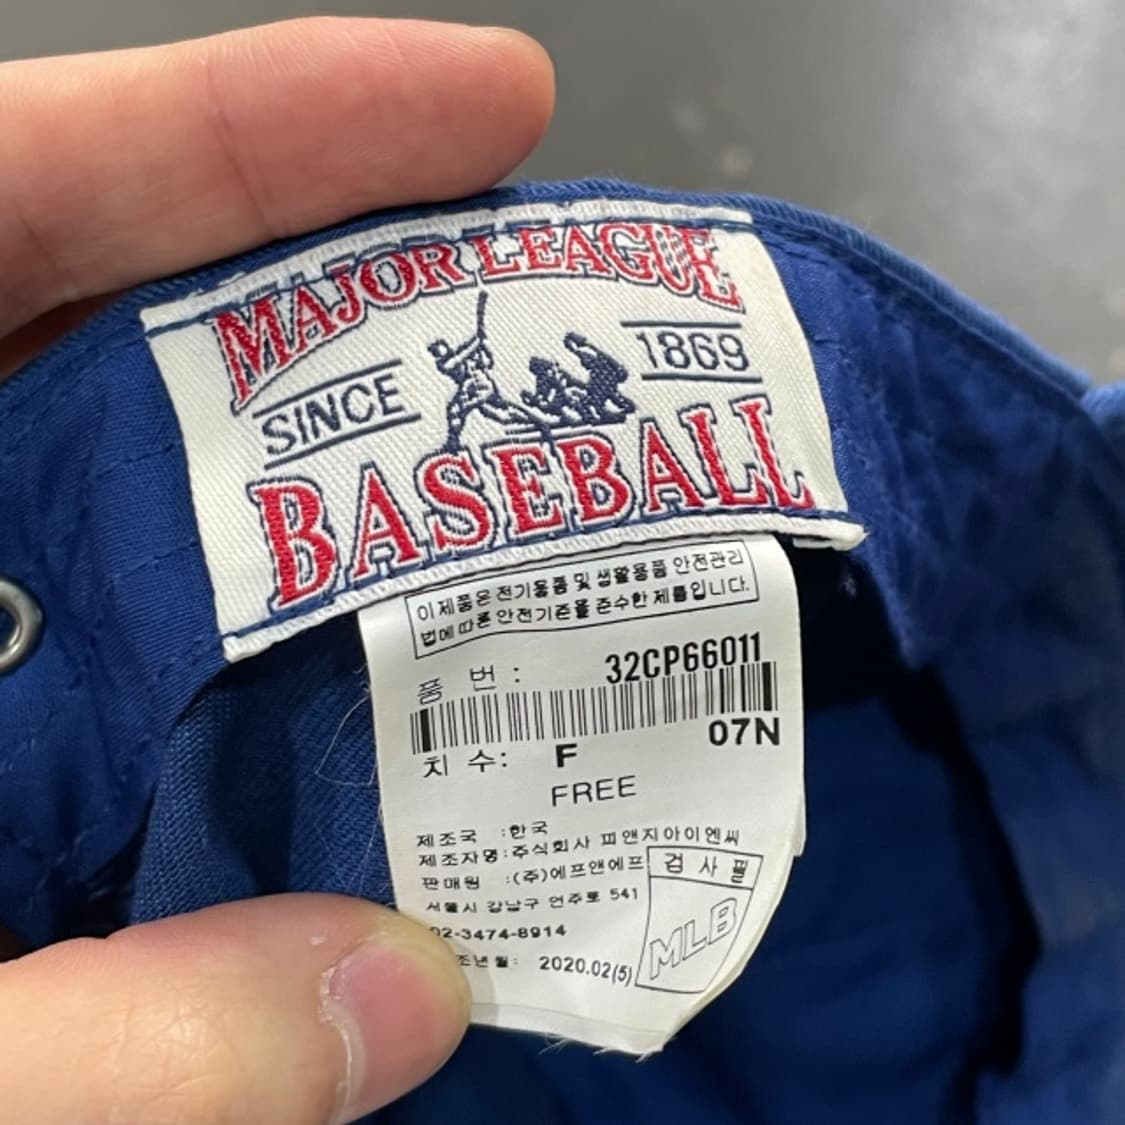 MAJOR LEAGUE
SINCE 1869
BASEBALL
이 제품은 전기용품 및 생활용품 안전관리
법에 따른 안전기준을 준수한 제품입니다.
품 번 : 32CP66011
07N
치 수 : F
FREE
제조국 :한국
제조자명:주식회사 피앤지아이엔씨
판매원 :(주)에프앤에프
서울시 강남구 언주로 541
02-3474-8914
조년월: 2020.02(5)
검사필
MLB